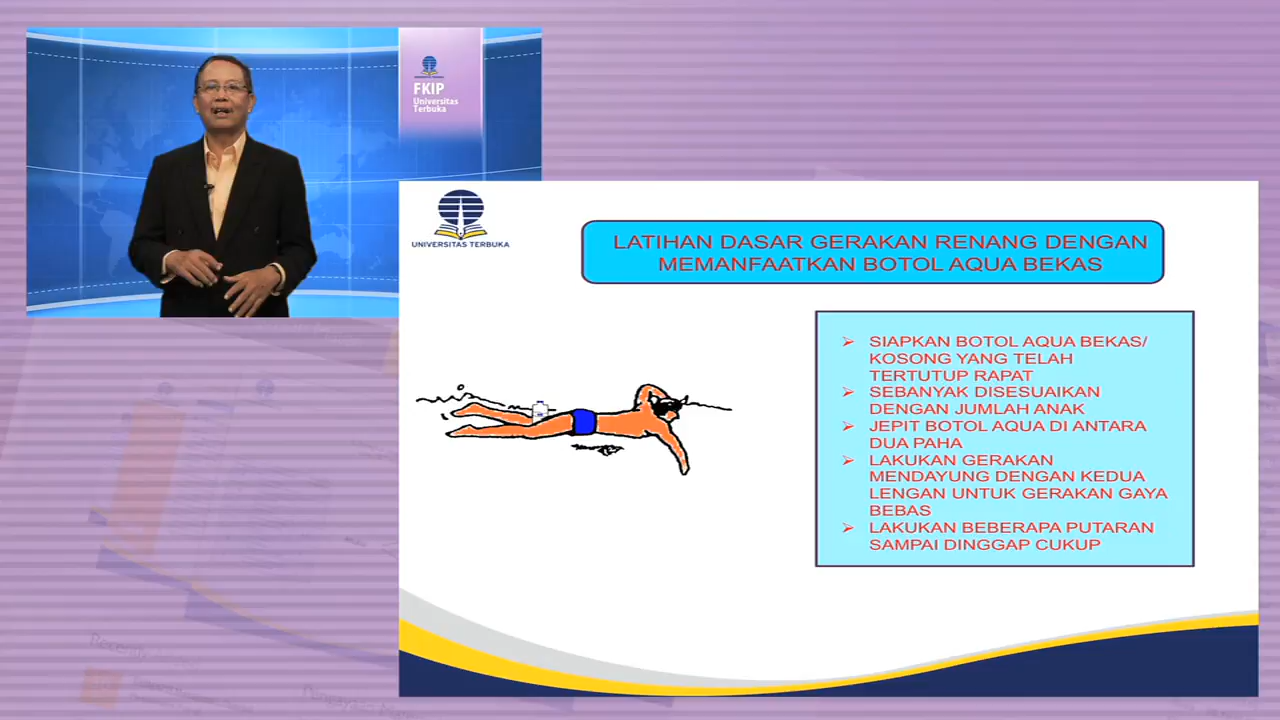 FKIP
Universitas
Terbuka
UNIVERSITAS TERBUKA
LATIHAN DASAR GERAKAN RENANG DENGAN
MEMANFAATKAN BOTOL AQUA BEKAS
➢ SIAPKAN BOTOL AQUA BEKAS/
KOSONG YANG TELAH
TERTUTUP RAPAT
➢ SEBANYAK DISESUAIKAN
DENGAN JUMLAH ANAK
➢ JEPIT BOTOL AQUA DI ANTARA
DUA PAHA
➢ LAKUKAN GERAKAN
MENDAYUNG DENGAN KEDUA
LENGAN UNTUK GERAKAN GAYA
BEBAS
➢ LAKUKAN BEBERAPA PUTARAN
SAMPAI DINGGAP CUKUP
Recently